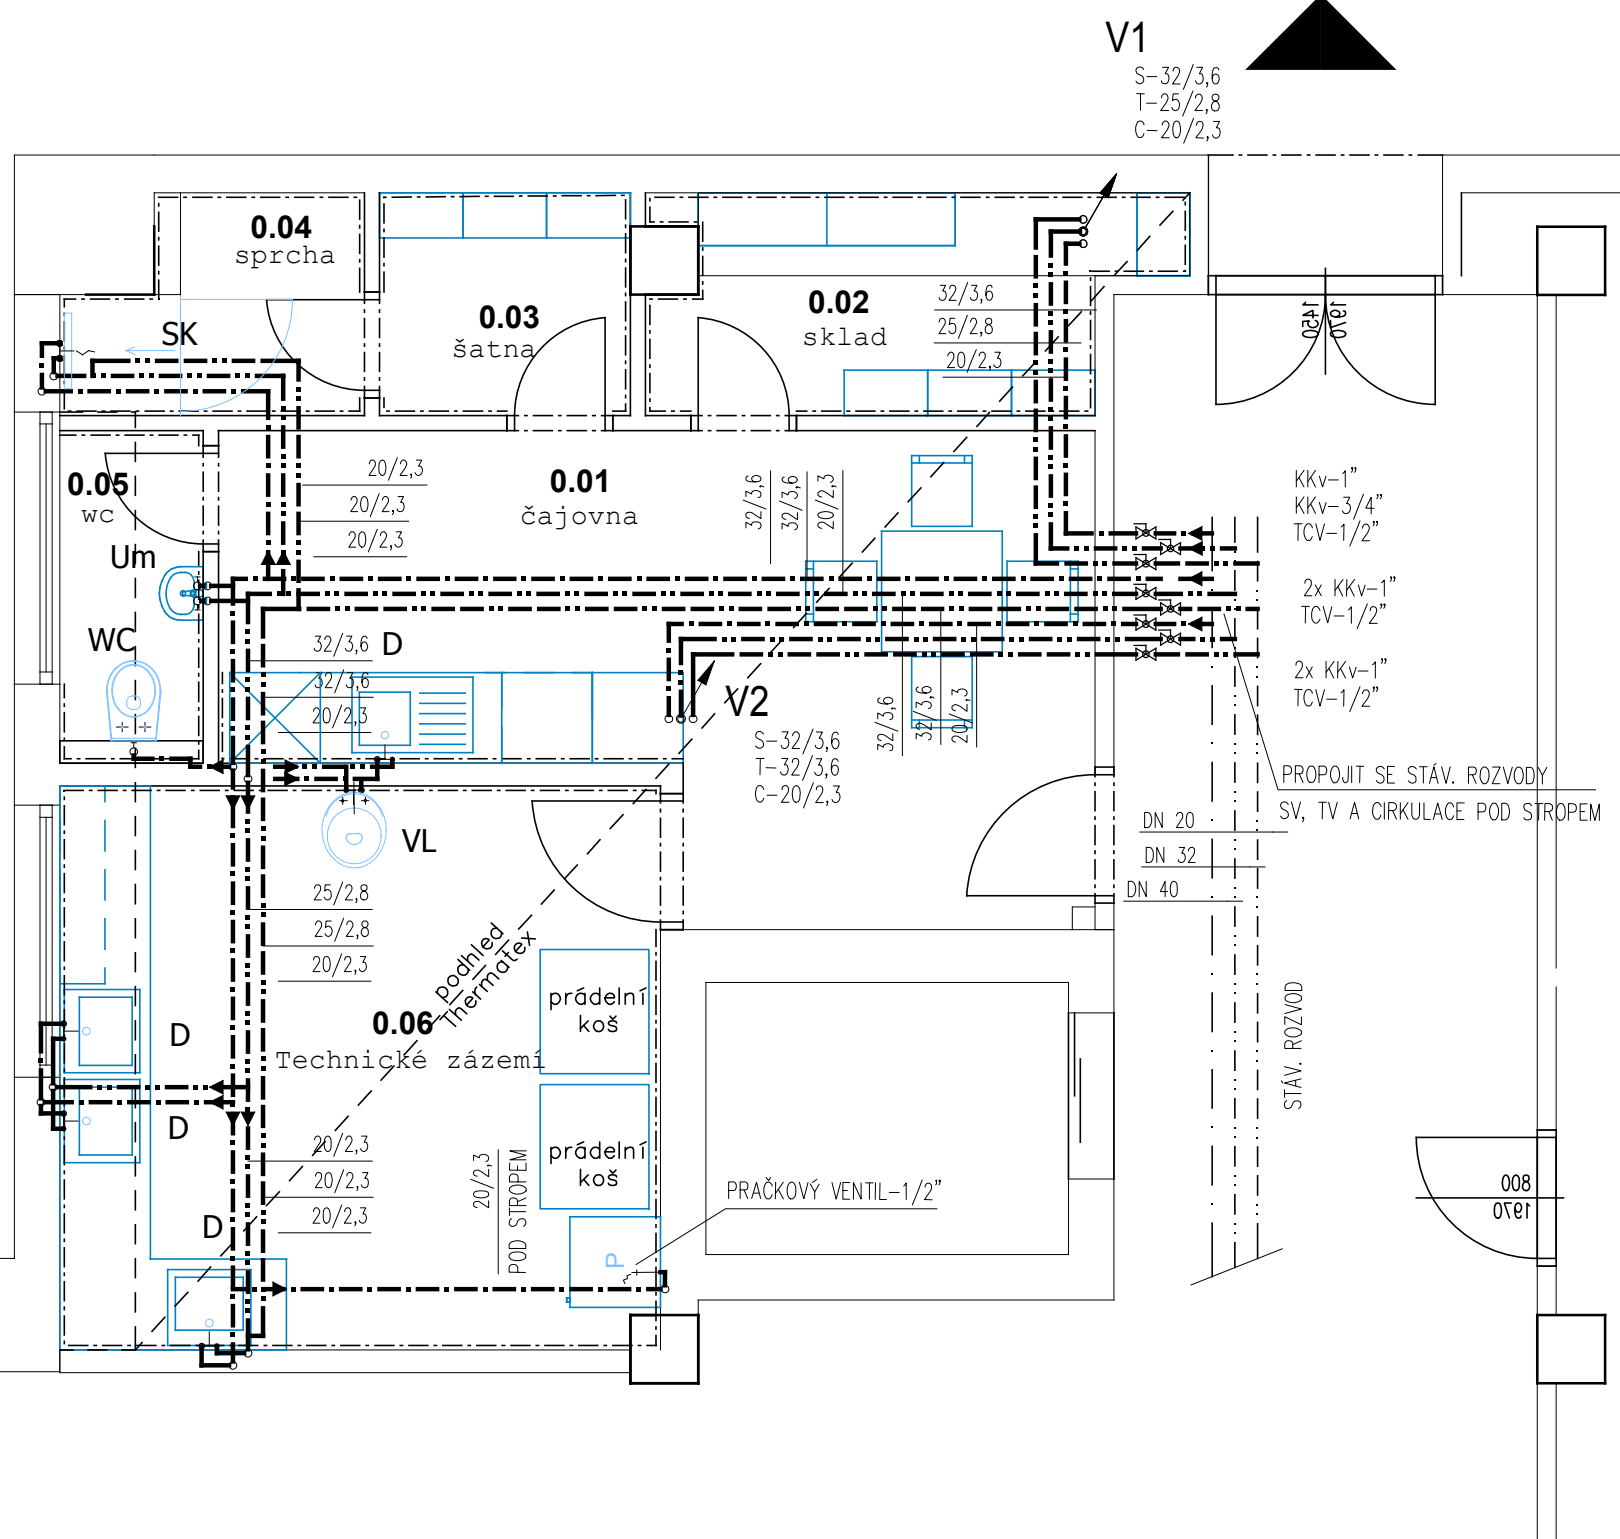 V1
S-32/3,6
T-25/2,8
C-20/2,3
0.04
sprcha
0.03
šatna
0.02
sklad
32/3,6
25/2,8
20/2,3
1450
1970
SK
0.05
wc
Um
WC
20/2,3
20/2,3
20/2,3
0.01
čajovna
32/3,6
32/3,6
20/2,3
KKv-1”
KKv-3/4”
TCV-1/2”
2x KKv-1”
TCV-1/2”
2x KKv-1”
TCV-1/2”
32/3,6
32/3,6
20/2,3
D
V2
S-32/3,6
T-32/3,6
C-20/2,3
32/3,6
32/3,6
20/2,3
PROPOJIT SE STÁV. ROZVODY
SV, TV A CIRKULACE POD STROPEM
DN 20
DN 32
DN 40
VL
25/2,8
25/2,8
20/2,3
podhled
Thermatex
0.06
Technické zázemí
prádelní
koš
prádelní
koš
D
D
D
20/2,3
20/2,3
20/2,3
20/2,3
POD STROPEM
PRAČKOVÝ VENTIL-1/2”
P
STÁV. ROZVOD
800
1970